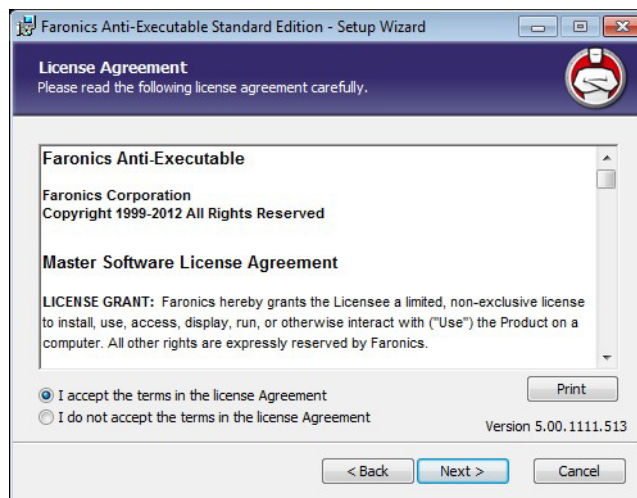 Faronics Anti-Executable Standard Edition - Setup Wizard
License Agreement
Please read the following license agreement carefully.
Faronics Anti-Executable
Faronics Corporation
Copyright 1999-2012 All Rights Reserved
Master Software License Agreement
LICENSE GRANT: Faronics hereby grants the Licensee a limited, non-exclusive license
to install, use, access, display, run, or otherwise interact with ("Use") the Product on a
computer. All other rights are expressly reserved by Faronics.
I accept the terms in the license Agreement
Print
I do not accept the terms in the license Agreement
Version 5.00.1111.513
< Back Next > Cancel